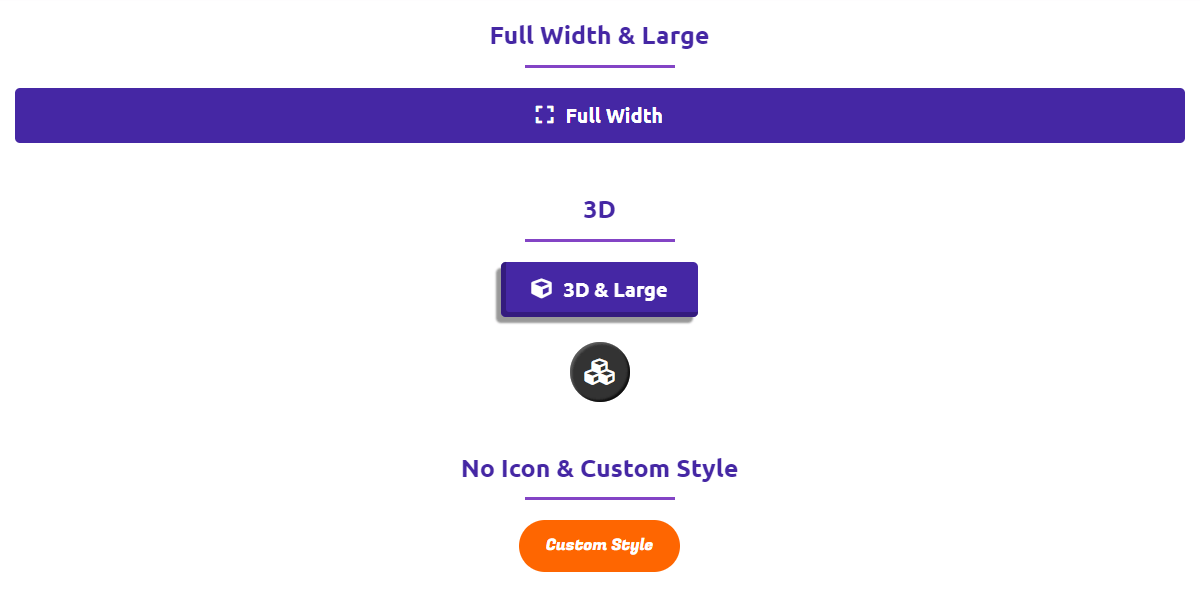 Full Width & Large
Full Width
3D
3D & Large
No Icon & Custom Style
Custom Style